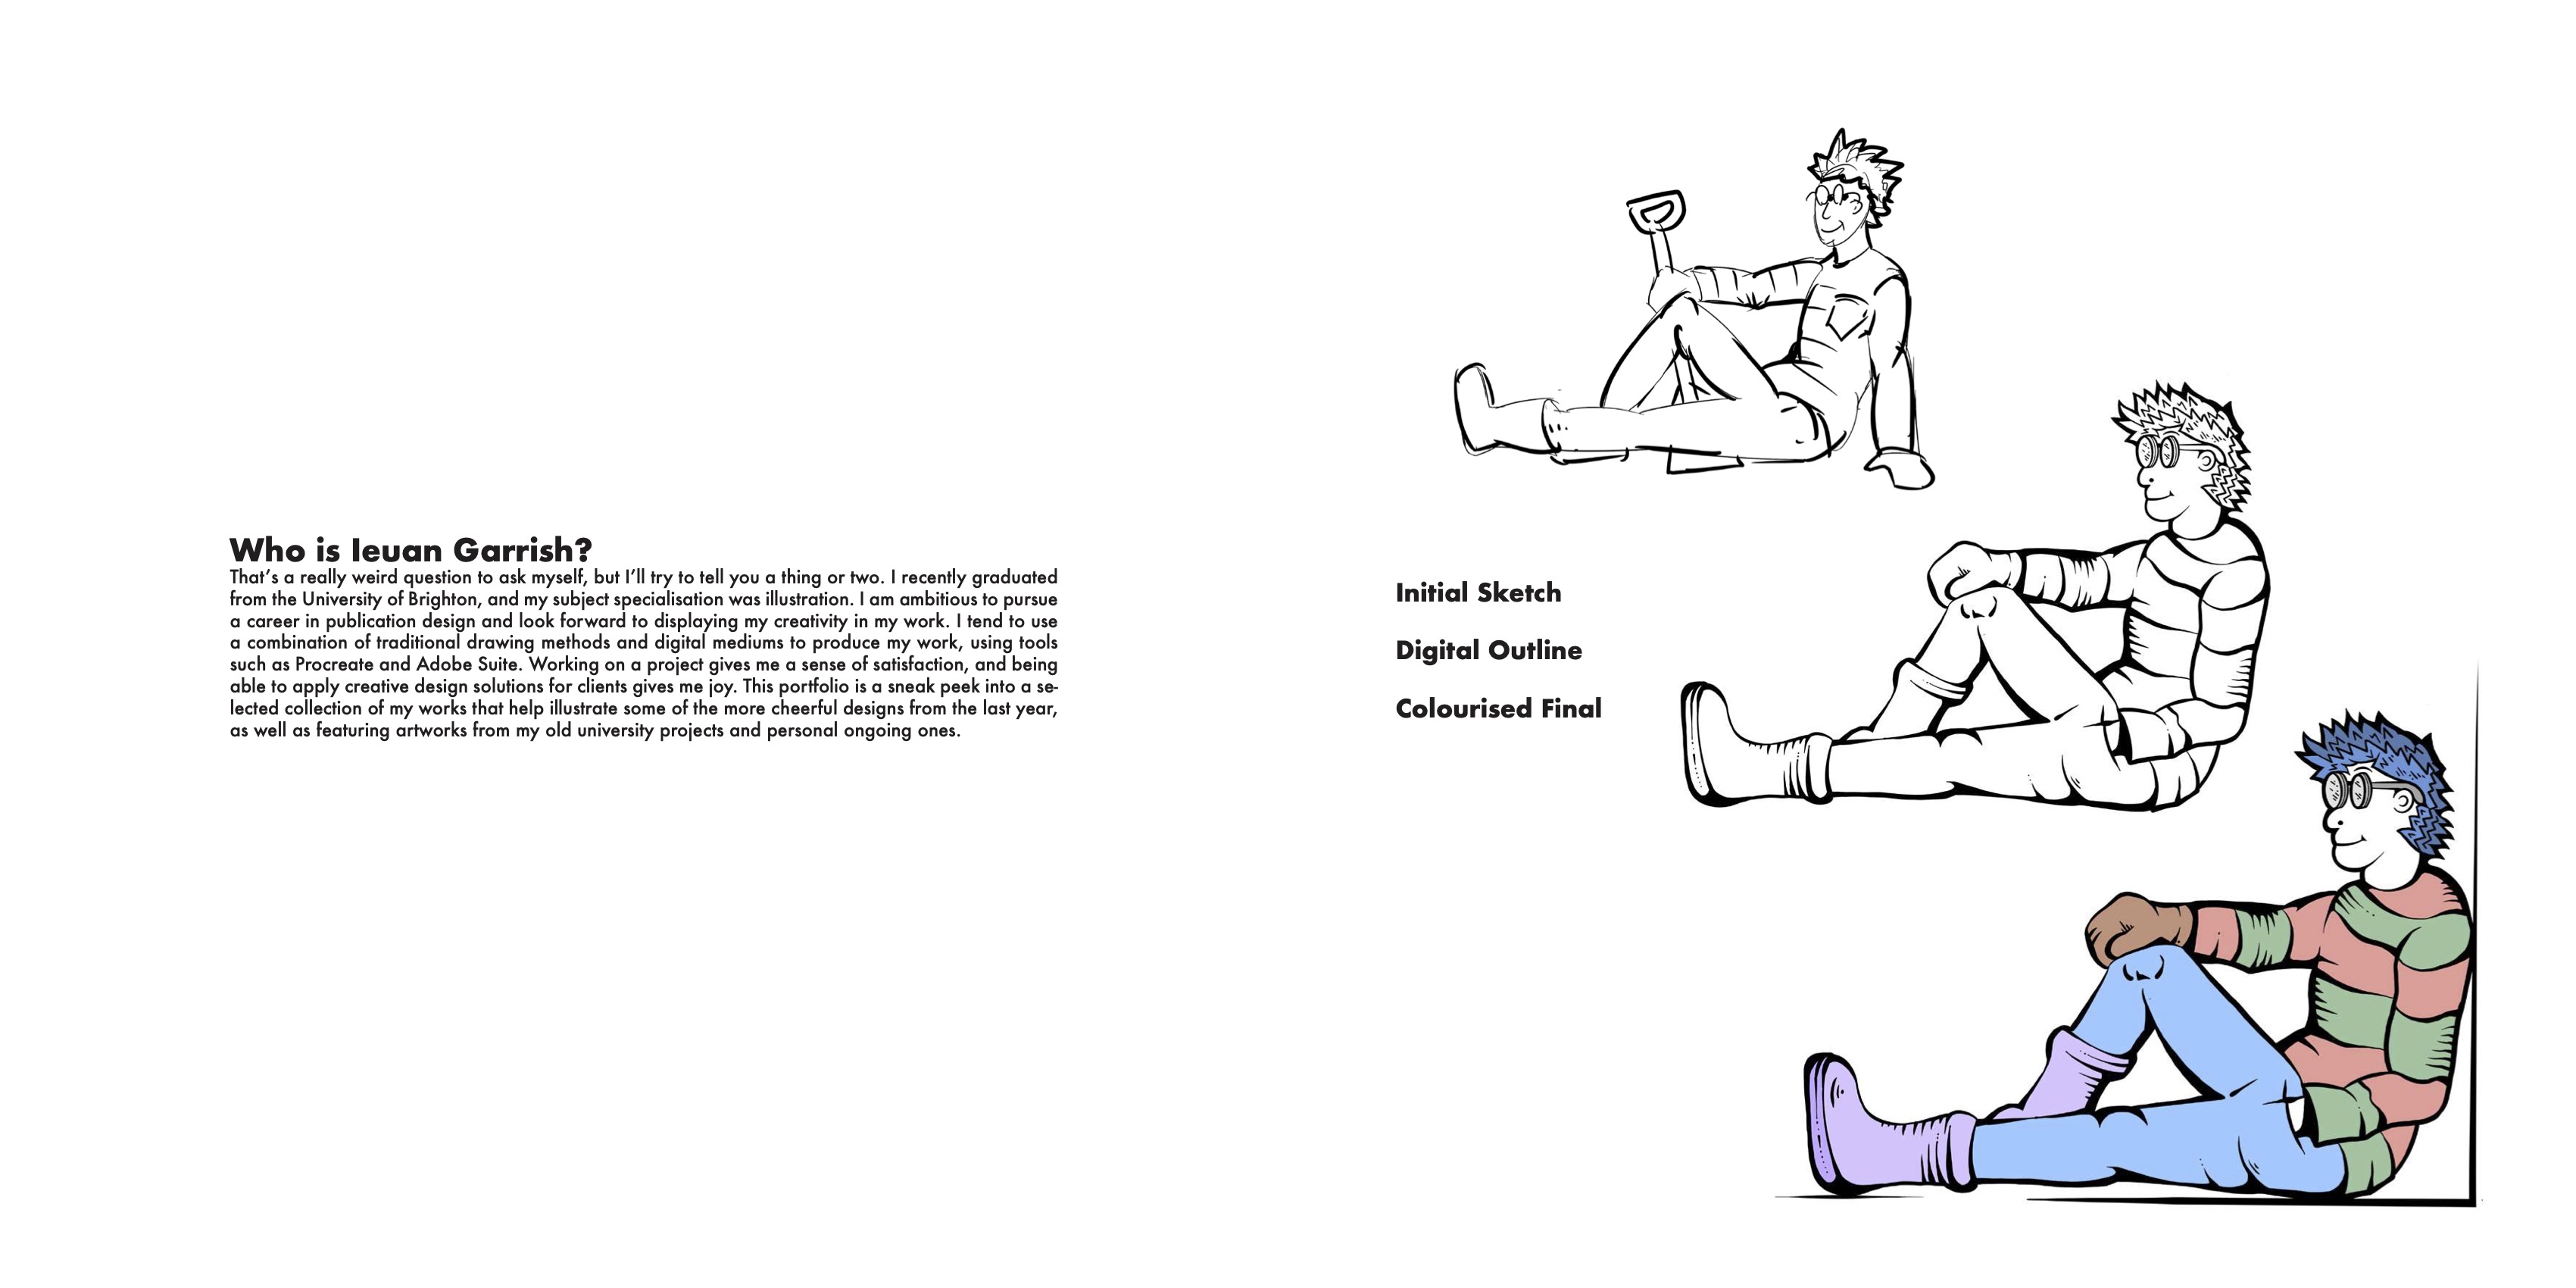 Who is Ieuan Garrish?
That's a really weird question to ask myself, but I'll try to tell you a thing or two. I recently graduated
from the University of Brighton, and my subject specialisation was illustration. I am ambitious to pursue
a career in publication design and look forward to displaying my creativity in my work. I tend to use
a combination of traditional drawing methods and digital mediums to produce my work, using tools
such as Procreate and Adobe Suite. Working on a project gives me a sense of satisfaction, and being
able to apply creative design solutions for clients gives me joy. This portfolio is a sneak peek into a se-
lected collection of my works that help illustrate some of the more cheerful designs from the last year,
as well as featuring artworks from my old university projects and personal ongoing ones.
Initial Sketch
Digital Outline
Colourised Final